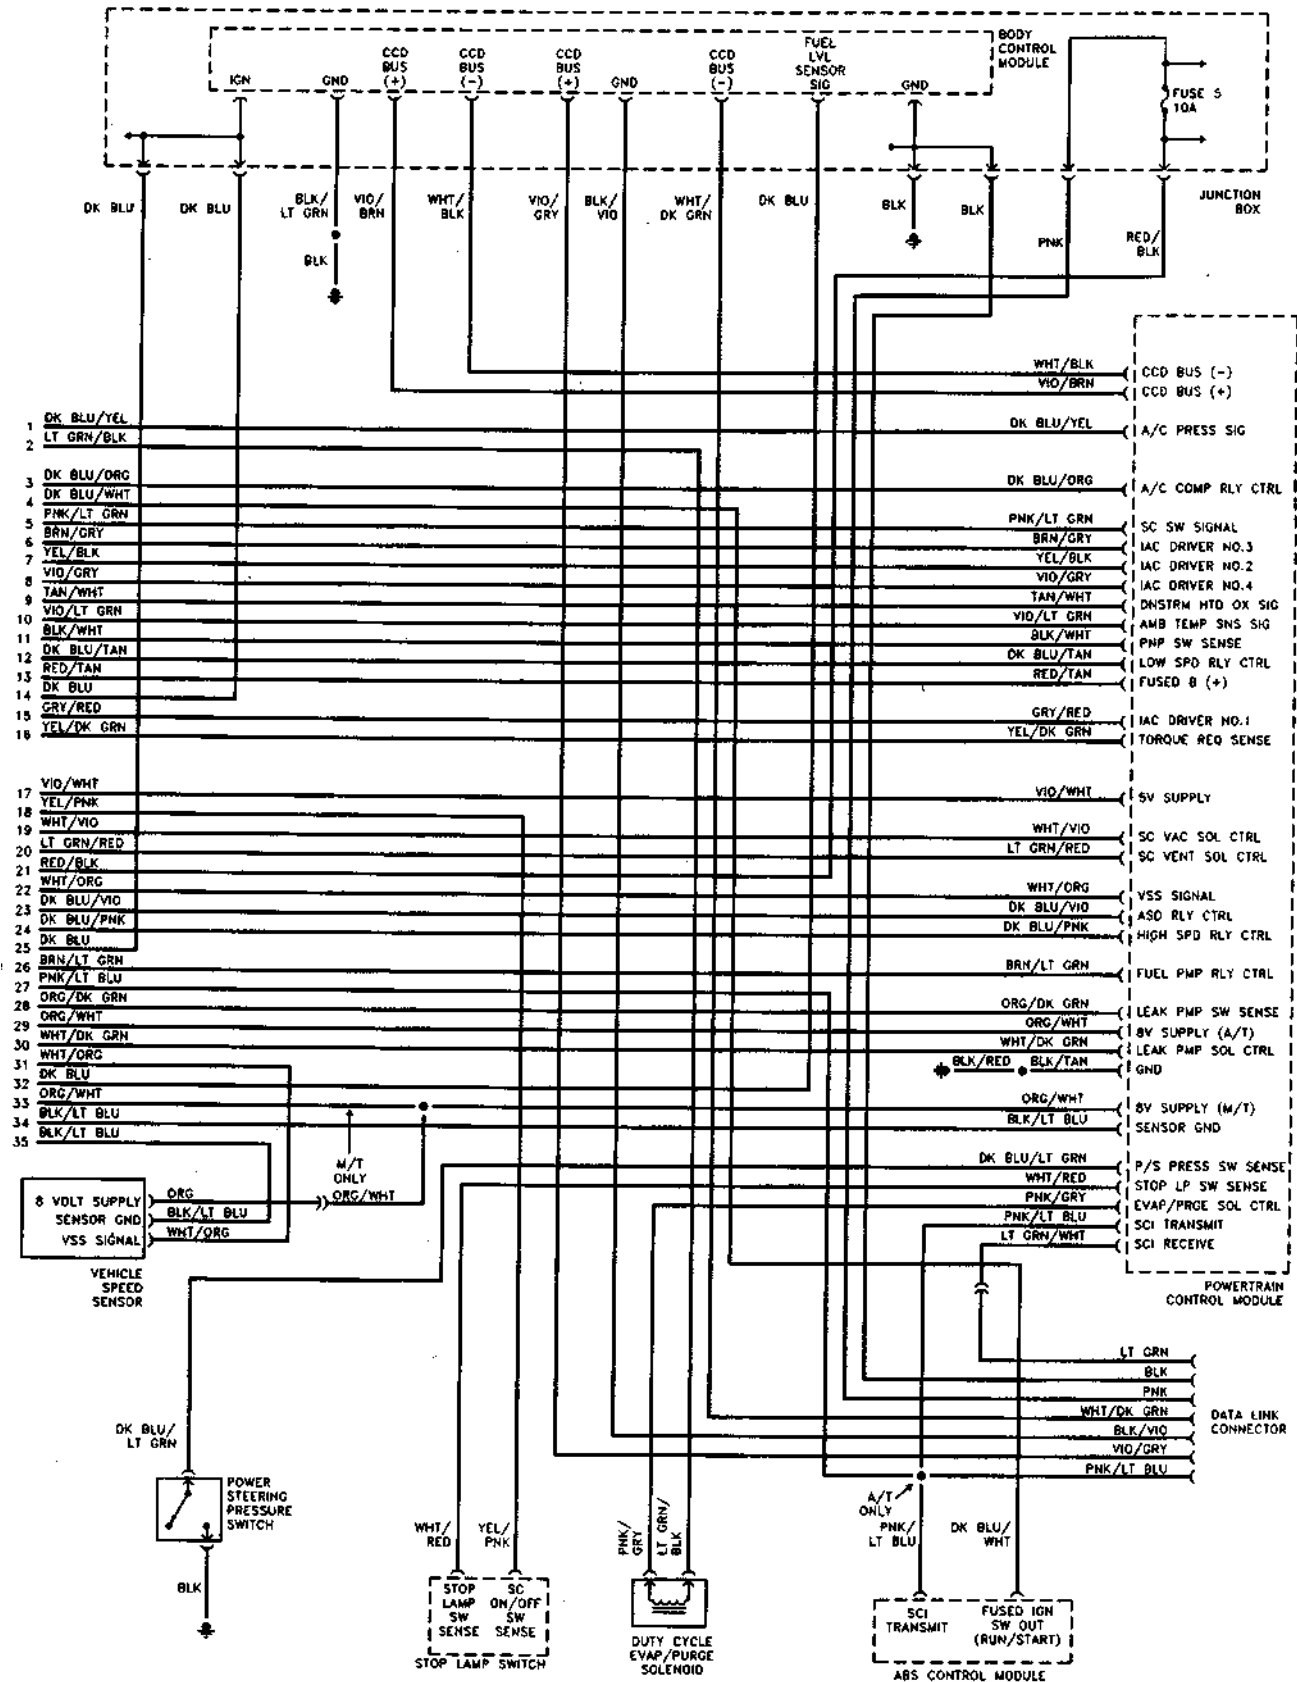 BODY
CONTROL
MODULE
IGN
GND
CCD
BUS
(+)
CCD
BUS
(-)
CCD
BUS
(+)
GND
CCD
BUS
(-)
FUEL
LVL
SENSOR
SIG
GND
FUSE 5
10A
JUNCTION
BOX
DK BLU
DK BLU
BLK/
LT GRN
VIO/
BRN
WHT/
BLK
VIO/
GRY
BLK/
VIO
WHT/
DK GRN
DK BLU
BLK
BLK
PNK
RED/
BLK
BLK
WHT/BLK
CCD BUS (-)
VIO/BRN
CCD BUS (+)
1 DK BLU/YEL
DK BLU/YEL
A/C PRESS SIG
2 LT GRN/BLK
3 DK BLU/ORG
DK BLU/ORG
A/C COMP RLY CTRL
4 DK BLU/WHT
5 PNK/LT GRN
PNK/LT GRN
SC SW SIGNAL
6 BRN/GRY
BRN/GRY
IAC DRIVER NO.3
7 YEL/BLK
YEL/BLK
IAC DRIVER NO.2
8 VIO/GRY
VIO/GRY
IAC DRIVER NO.4
9 TAN/WHT
TAN/WHT
DNSTRM HTD OX SIG
10 VIO/LT GRN
VIO/LT GRN
AMB TEMP SNS SIG
11 BLK/WHT
BLK/WHT
PNP SW SENSE
12 DK BLU/TAN
DK BLU/TAN
LOW SPD RLY CTRL
13 RED/TAN
RED/TAN
FUSED B (+)
14 DK BLU
15 GRY/RED
GRY/RED
IAC DRIVER NO.1
16 YEL/DK GRN
YEL/DK GRN
TORQUE REQ SENSE
17 VIO/WHT
VIO/WHT
5V SUPPLY
18 YEL/PNK
19 WHT/VIO
WHT/VIO
SC VAC SOL CTRL
20 LT GRN/RED
LT GRN/RED
SC VENT SOL CTRL
21 RED/BLK
22 WHT/ORG
WHT/ORG
VSS SIGNAL
23 DK BLU/VIO
DK BLU/VIO
ASD RLY CTRL
24 DK BLU/PNK
DK BLU/PNK
HIGH SPD RLY CTRL
25 DK BLU
26 BRN/LT GRN
BRN/LT GRN
FUEL PMP RLY CTRL
27 PNK/LT BLU
28 ORG/DK GRN
ORG/DK GRN
LEAK PMP SW SENSE
29 ORG/WHT
ORG/WHT
8V SUPPLY (A/T)
30 WHT/DK GRN
WHT/DK GRN
LEAK PMP SOL CTRL
31 WHT/ORG
BLK/RED
BLK/TAN
GND
32 DK BLU
33 ORG/WHT
ORG/WHT
8V SUPPLY (M/T)
34 BLK/LT BLU
BLK/LT BLU
SENSOR GND
35 BLK/LT BLU
M/T
ONLY
DK BLU/LT GRN
P/S PRESS SW SENSE
WHT/RED
STOP LP SW SENSE
PNK/GRY
EVAP/PRGE SOL CTRL
PNK/LT BLU
SCI TRANSMIT
LT GRN/WHT
SCI RECEIVE
POWERTRAIN
CONTROL MODULE
8 VOLT SUPPLY
ORG
ORG/WHT
SENSOR GND
BLK/LT BLU
VSS SIGNAL
WHT/ORG
VEHICLE
SPEED
SENSOR
LT GRN
BLK
PNK
WHT/DK GRN
BLK/VIO
VIO/GRY
PNK/LT BLU
DATA LINK
CONNECTOR
DK BLU/
LT GRN
POWER
STEERING
PRESSURE
SWITCH
BLK
WHT/
RED
YEL/
PNK
PNK/
GRY
LT GRN/
BLK
A/T
ONLY
PNK/
LT BLU
DK BLU/
WHT
STOP
LAMP
SW
SENSE
SC
ON/OFF
SW
SENSE
STOP LAMP SWITCH
DUTY CYCLE
EVAP/PURGE
SOLENOID
SCI
TRANSMIT
FUSED IGN
SW OUT
(RUN/START)
ABS CONTROL MODULE